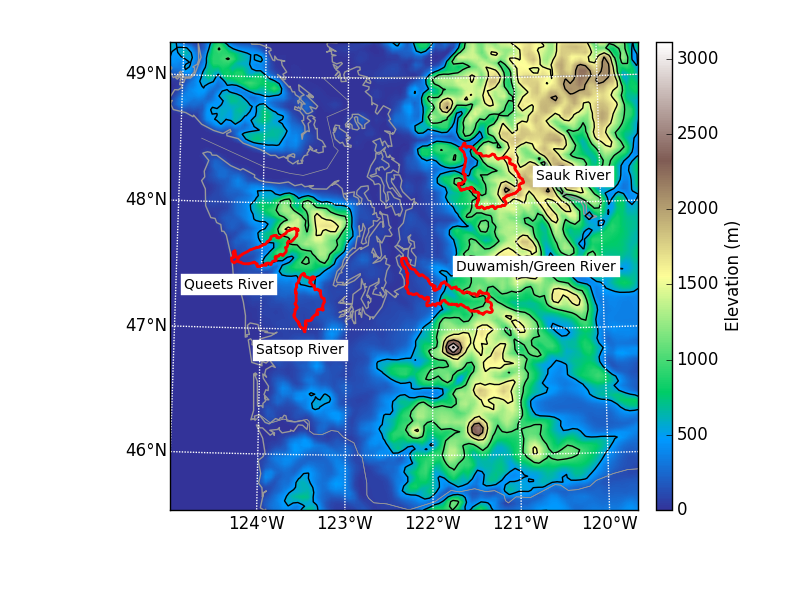 49°N
48°N
47°N
46°N
124°W 123°W 122°W 121°W 120°W
Sauk River
Duwamish/Green River
Queets River
Satsop River
3000
2500
2000
1500
1000
500
0
Elevation (m)